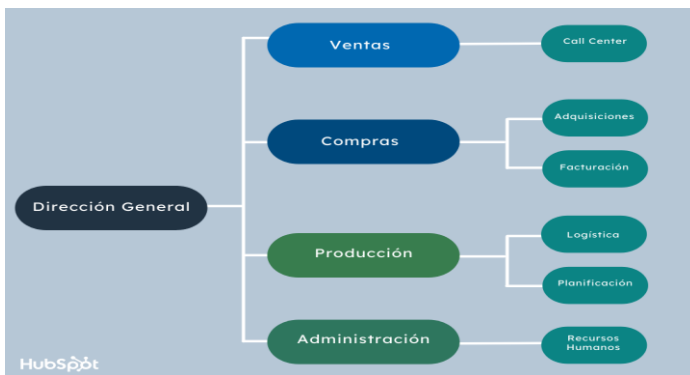 Dirección General
Ventas
Call Center
Compras
Adquisiciones
Facturación
Producción
Logística
Planificación
Administración
Recursos
Humanos
HubSpot